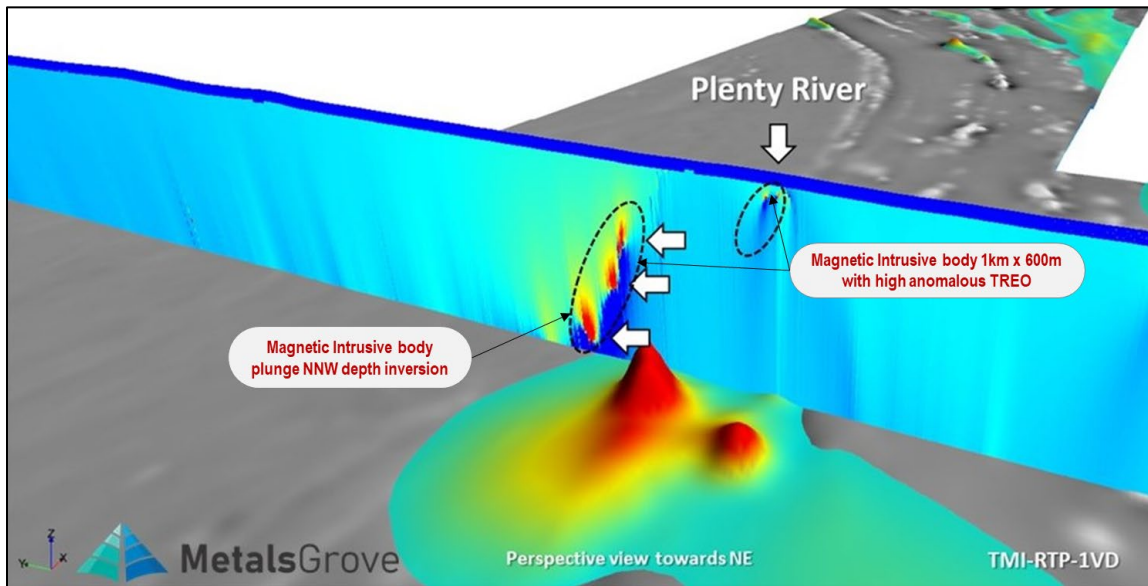 Plenty River
Magnetic Intrusive body 1km x 600m
with high anomalous TREO
Magnetic Intrusive body
plunge NNW depth inversion
Z
Y
X
MetalsGrove
Perspective view towards NE
TMI-RTP-1VD